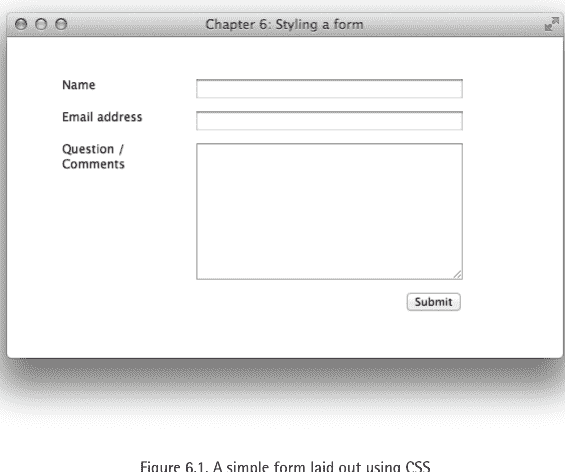 Chapter 6: Styling a form
Name
Email address
Question /
Comments
Submit
Figure 6.1. A simple form laid out using CSS